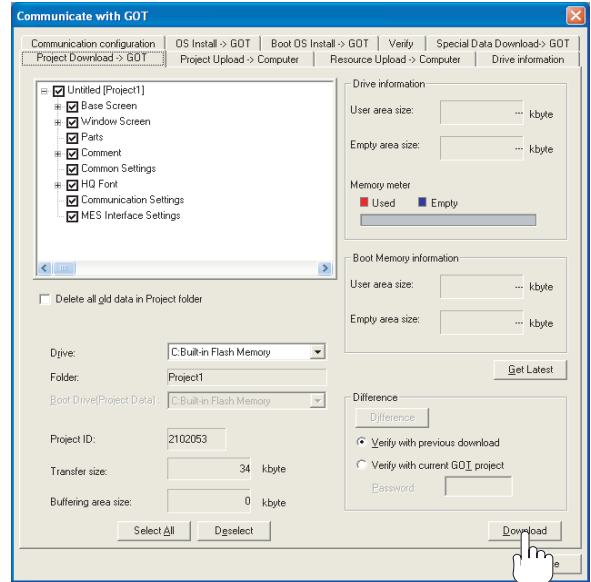 Communicate with GOT
Communication configuration OS Install -> GOT Boot OS Install -> GOT Verify Special Data Download-> GOT
Project Download -> GOT Project Upload -> Computer Resource Upload -> Computer Drive information
Untitled [Project1]
Base Screen
Window Screen
Parts
Comment
Common Settings
HQ Font
Communication Settings
MES Interface Settings
Delete all old data in Project folder
Drive: C:Built-in Flash Memory
Folder: Project1
Boot Drive(Project Data) : C:Built-in Flash Memory
Project ID: 2102053
Transfer size: 34 kbyte
Buffering area size: 0 kbyte
Select All Deselect
Drive information
User area size: --- kbyte
Empty area size: --- kbyte
Memory meter
Used Empty
Boot Memory information
User area size: --- kbyte
Empty area size: --- kbyte
Get Latest
Difference
Difference
Verify with previous download
Verify with current GOT project
Password:
Download